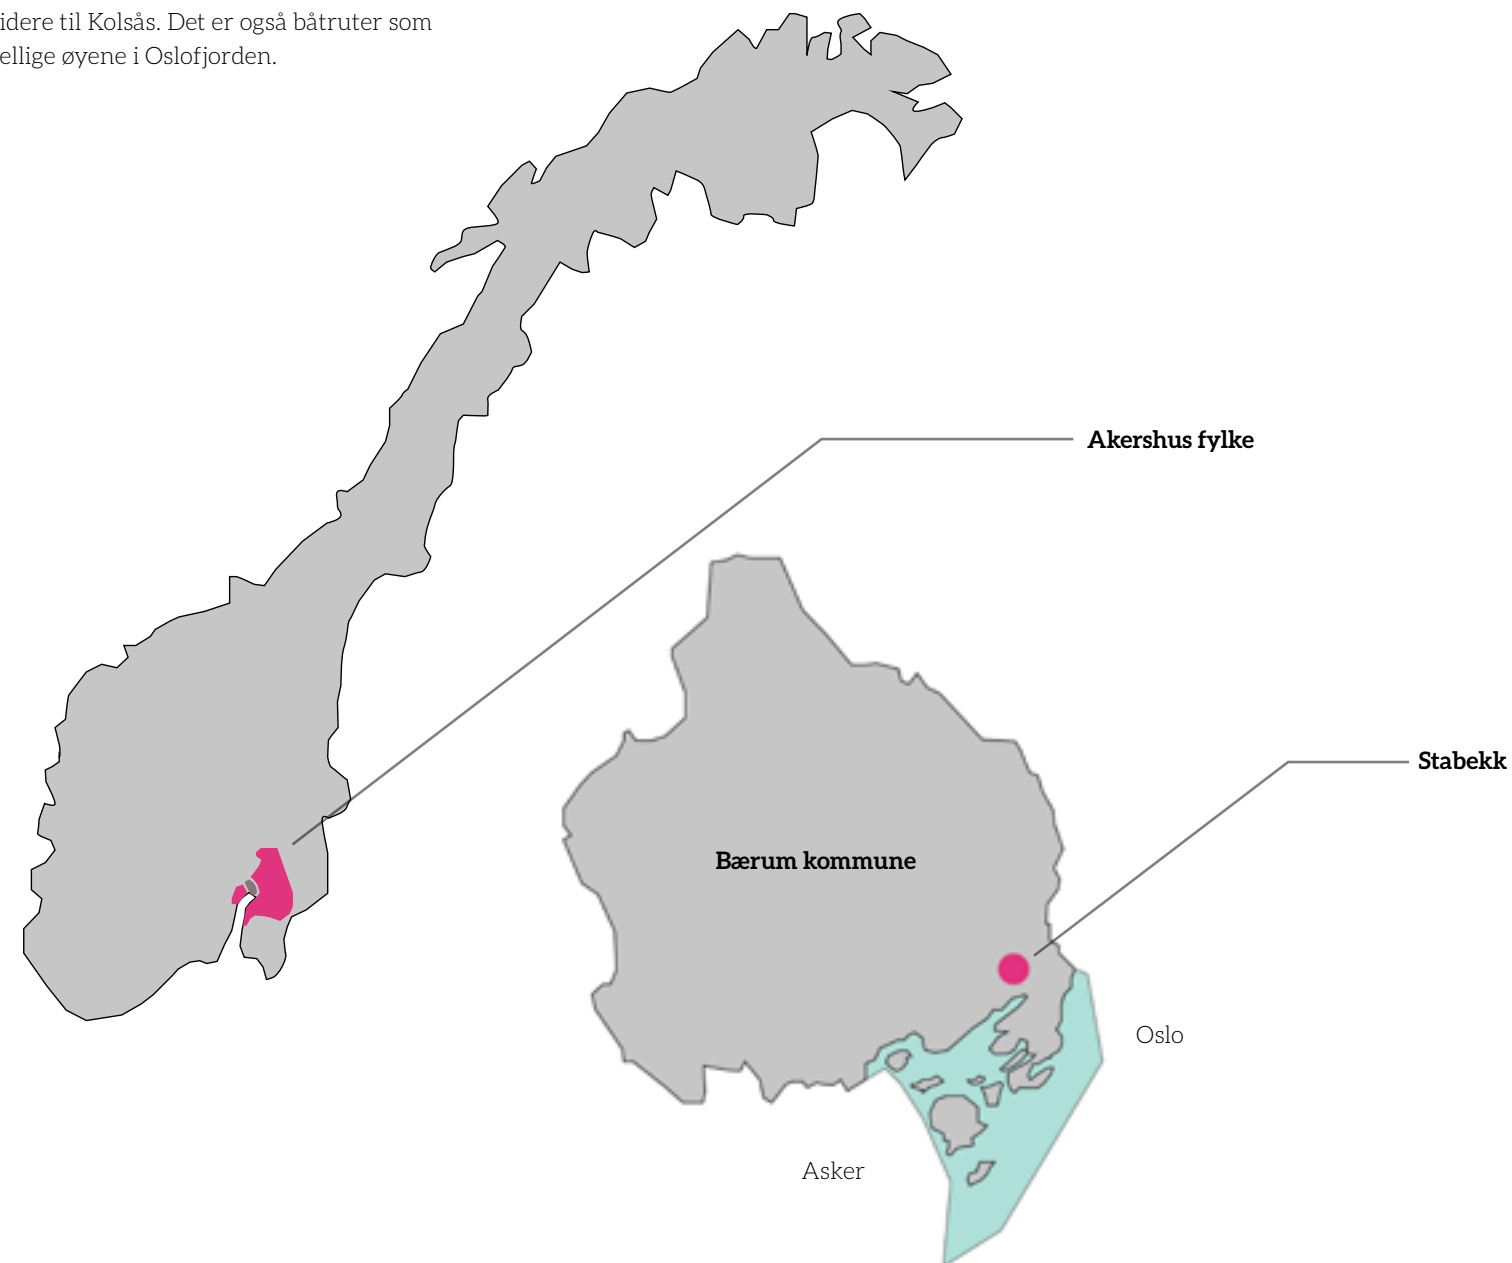 idere til Kolsås. Det er også båtruter som
ellige øyene i Oslofjorden.
Akershus fylke
Stabekk
Bærum kommune
Oslo
Asker